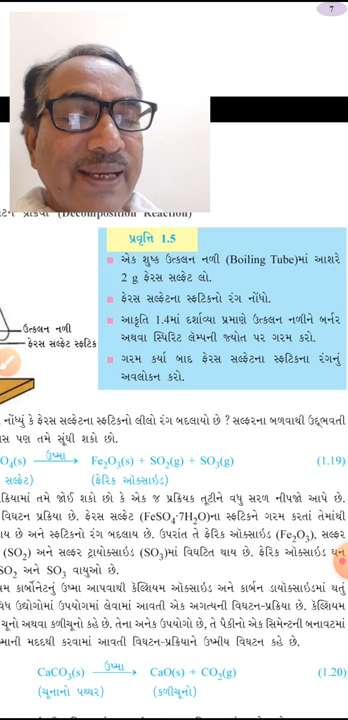 7
(Decomposition Reaction)
પ્રવૃત્તિ 1.5
એક શુષ્ક ઉત્કલન નળી (Boiling Tube)માં આશરે
2 g ફેરસ સલ્ફેટ લો.
ફેરસ સલ્ફેટના સ્ફટિકનો રંગ નોંધો.
આકૃતિ 1.4માં દર્શાવ્યા પ્રમાણે ઉત્કલન નળીને બર્નર
અથવા સ્પિરિટ લૅમ્પની જ્યોત પર ગરમ કરો.
ગરમ કર્યા બાદ ફેરસ સલ્ફેટના સ્ફટિકના રંગનું
અવલોકન કરો.
ઉત્કલન નળી
ફેરસ સલ્ફેટ સ્ફટિક
નોંધ્યું કે ફેરસ સલ્ફેટના સ્ફટિકનો લીલો રંગ બદલાયો છે ? સલ્ફરના બળવાથી ઉદ્ભવતી
પણ તમે સૂંઘી શકો છો.
O₄(s) ઉષ્મા→ Fe₂O₃(s) + SO₂(g) + SO₃(g) (1.19)
સલ્ફેટ) (ફેરિક ઑક્સાઇડ)
ક્રિયામાં તમે જોઈ શકો છો કે એક જ પ્રક્રિયક તૂટીને વધુ સરળ નીપજો આપે છે.
વિઘટન પ્રક્રિયા છે. ફેરસ સલ્ફેટ (FeSO₄·7H₂O)ના સ્ફટિકને ગરમ કરતાં તેમાંથી
છે અને સ્ફટિકનો રંગ બદલાય છે. ઉપરાંત તે ફેરિક ઑક્સાઇડ (Fe₂O₃), સલ્ફર
(SO₂) અને સલ્ફર ટ્રાયૉક્સાઇડ (SO₃)માં વિઘટિત થાય છે. ફેરિક ઑક્સાઇડ ઘન
SO₂ અને SO₃ વાયુઓ છે.
કાર્બોનેટનું ઉષ્મા આપવાથી કૅલ્શિયમ ઑક્સાઇડ અને કાર્બન ડાયૉક્સાઇડમાં થતું
ઉદ્યોગોમાં ઉપયોગમાં લેવામાં આવતી એક અગત્યની વિઘટન-પ્રક્રિયા છે. કૅલ્શિયમ
ચૂનો અથવા કળીચૂનો કહે છે. તેના અનેક ઉપયોગો છે, તે પૈકીનો એક સિમેન્ટની બનાવટમાં
મદદથી કરવામાં આવતી વિઘટન-પ્રક્રિયાને ઉષ્મીય વિઘટન કહે છે.
CaCO₃(s) ઉષ્મા→ CaO(s) + CO₂(g) (1.20)
(ચૂનાનો પથ્થર) (કળીચૂનો)